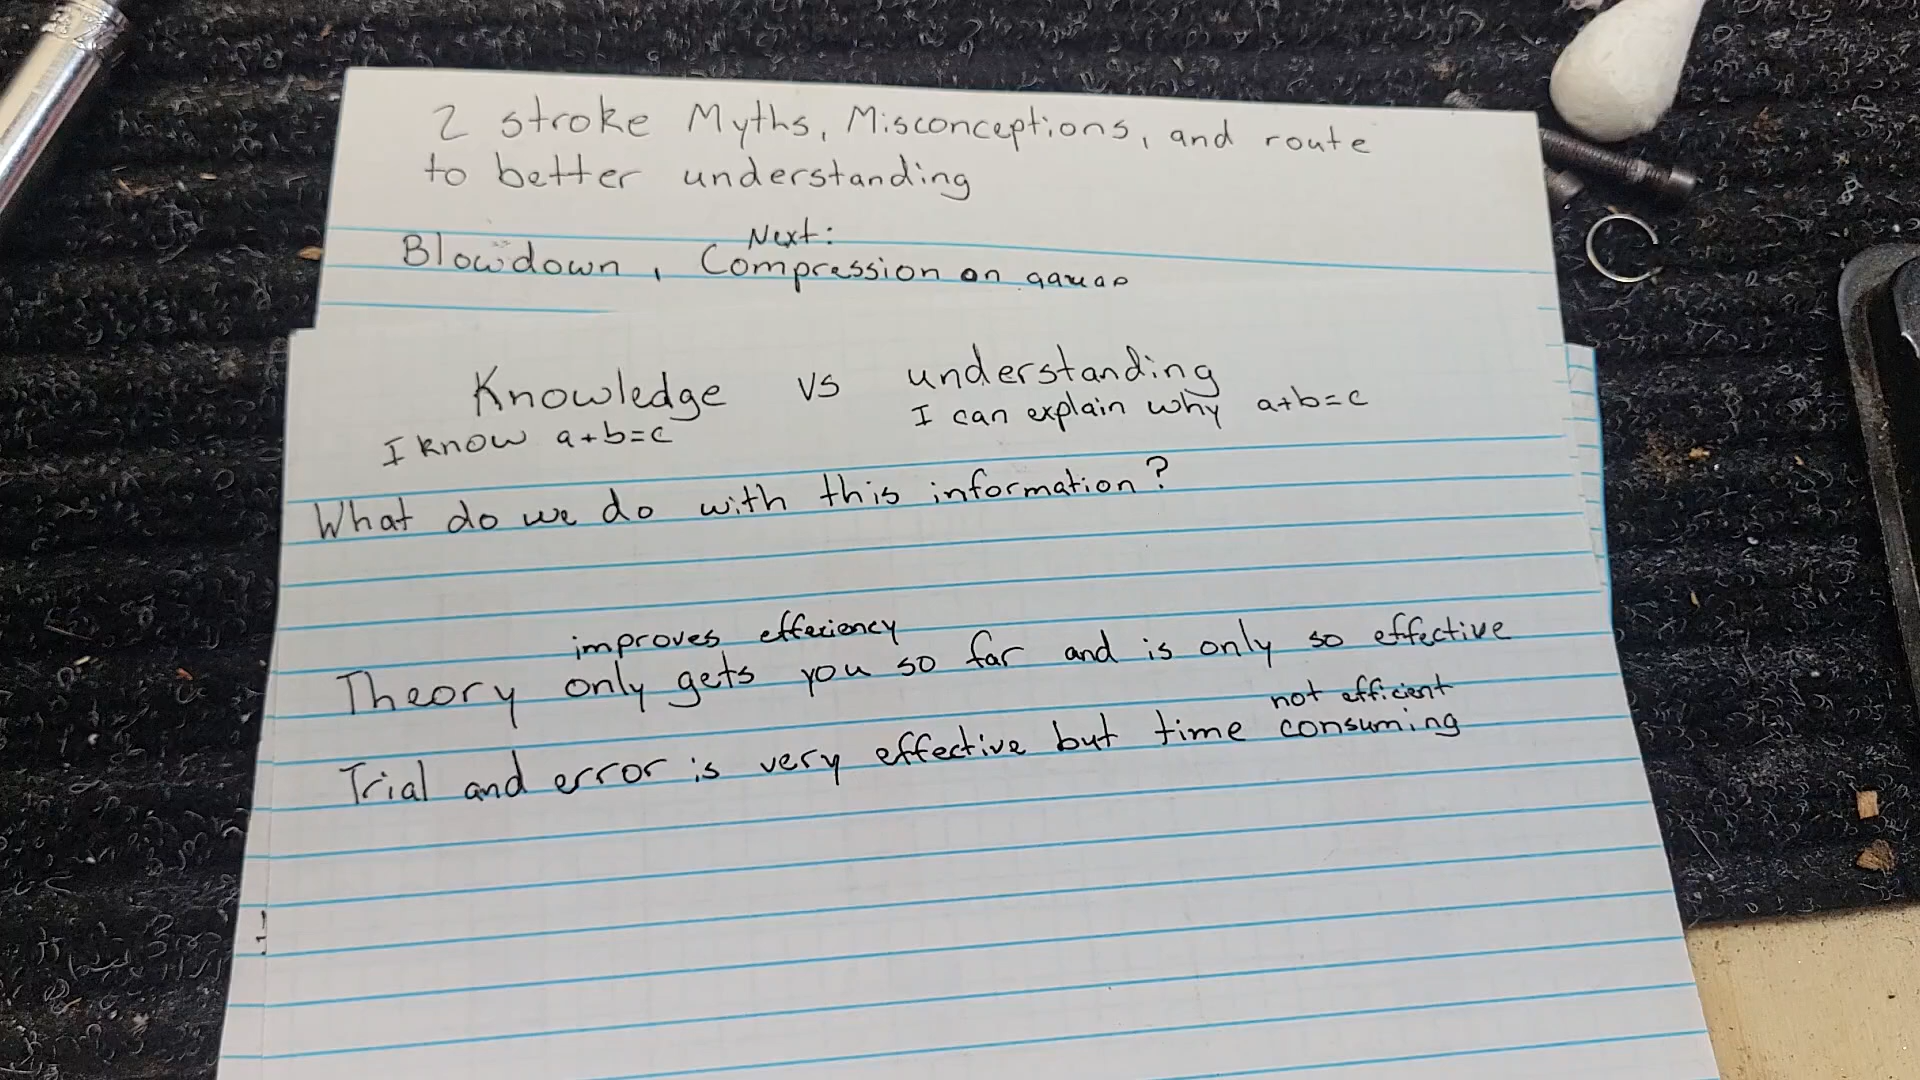 2 stroke Myths, Misconceptions, and route
to better understanding
Next:
Blowdown, Compression on
Knowledge vs understanding
I know a+b=c I can explain why a+b=c
What do we do with this information?
improves effeciency
Theory only gets you so far and is only so effective
not efficient
Trial and error is very effective but time consuming